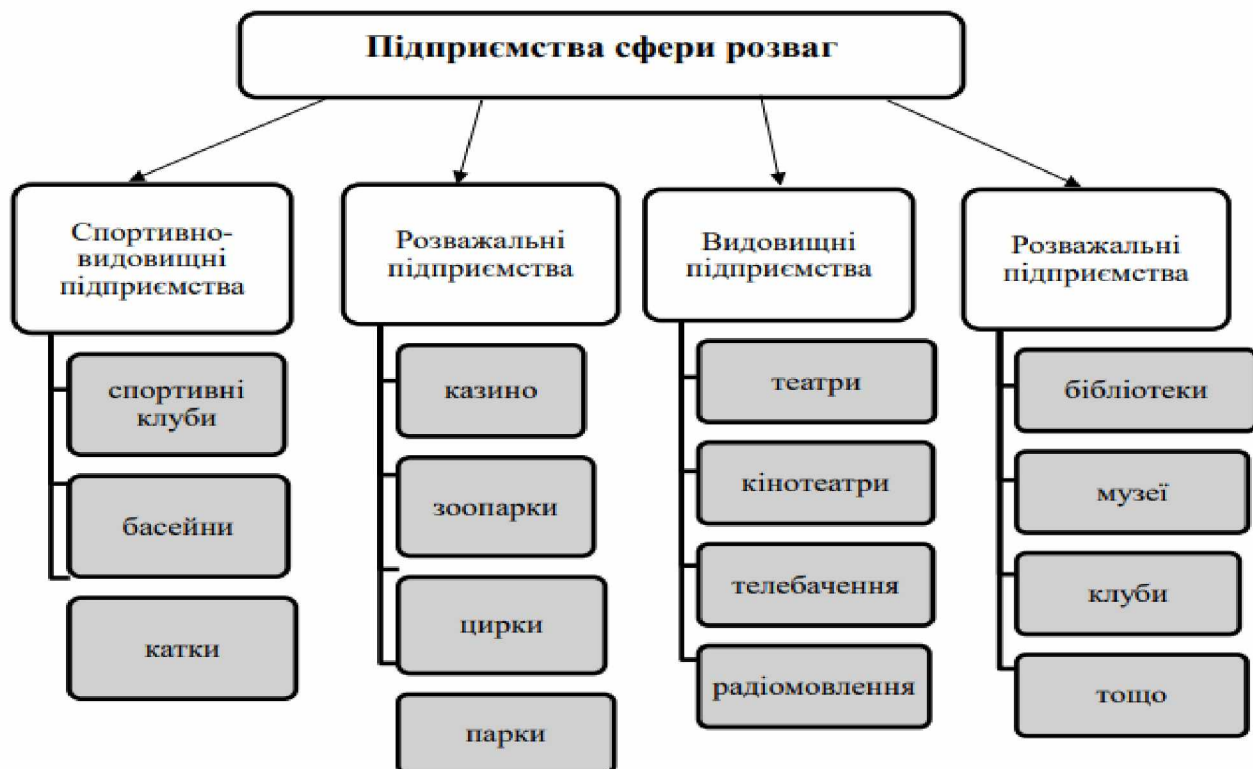 Підприємства сфери розваг
Спортивно-
видовищні
підприємства
спортивні
клуби
басейни
катки
Розважальні
підприємства
казино
зоопарки
цирки
парки
Видовищні
підприємства
театри
кінотеатри
телебачення
радіомовлення
Розважальні
підприємства
бібліотеки
музеї
клуби
тощо